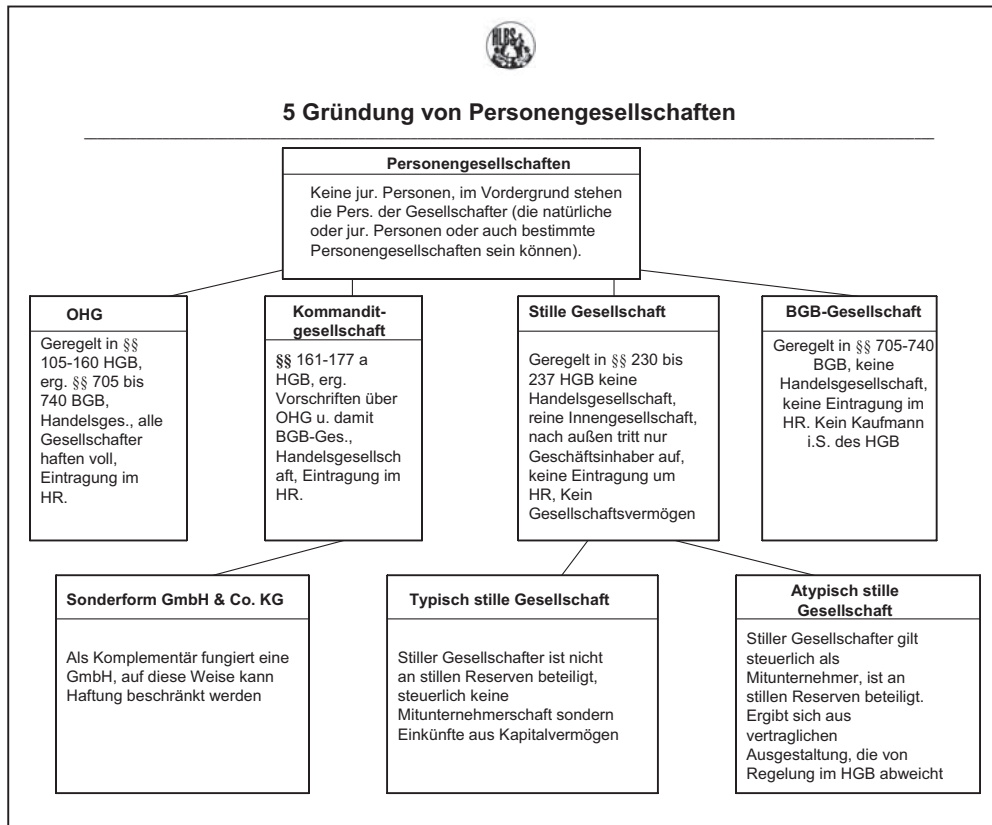 HLBS
5 Gründung von Personengesellschaften
Personengesellschaften
Keine jur. Personen, im Vordergrund stehen
die Pers. der Gesellschafter (die natürliche
oder jur. Personen oder auch bestimmte
Personengesellschaften sein können).
OHG
Geregelt in §§
105-160 HGB,
erg. §§ 705 bis
740 BGB,
Handelsges., alle
Gesellschafter
haften voll,
Eintragung im
HR.
Kommandit-
gesellschaft
§§ 161-177 a
HGB, erg.
Vorschriften über
OHG u. damit
BGB-Ges.,
Handelsgesellsch
aft, Eintragung im
HR.
Stille Gesellschaft
Geregelt in §§ 230 bis
237 HGB keine
Handelsgesellschaft,
reine Innengesellschaft,
nach außen tritt nur
Geschäftsinhaber auf,
keine Eintragung um
HR, Kein
Gesellschaftsvermögen
BGB-Gesellschaft
Geregelt in §§ 705-740
BGB, keine
Handelsgesellschaft,
keine Eintragung im
HR. Kein Kaufmann
i.S. des HGB
Sonderform GmbH & Co. KG
Als Komplementär fungiert eine
GmbH, auf diese Weise kann
Haftung beschränkt werden
Typisch stille Gesellschaft
Stiller Gesellschafter ist nicht
an stillen Reserven beteiligt,
steuerlich keine
Mitunternehmerschaft sondern
Einkünfte aus Kapitalvermögen
Atypisch stille
Gesellschaft
Stiller Gesellschafter gilt
steuerlich als
Mitunternehmer, ist an
stillen Reserven beteiligt.
Ergibt sich aus
vertraglichen
Ausgestaltung, die von
Regelung im HGB abweicht